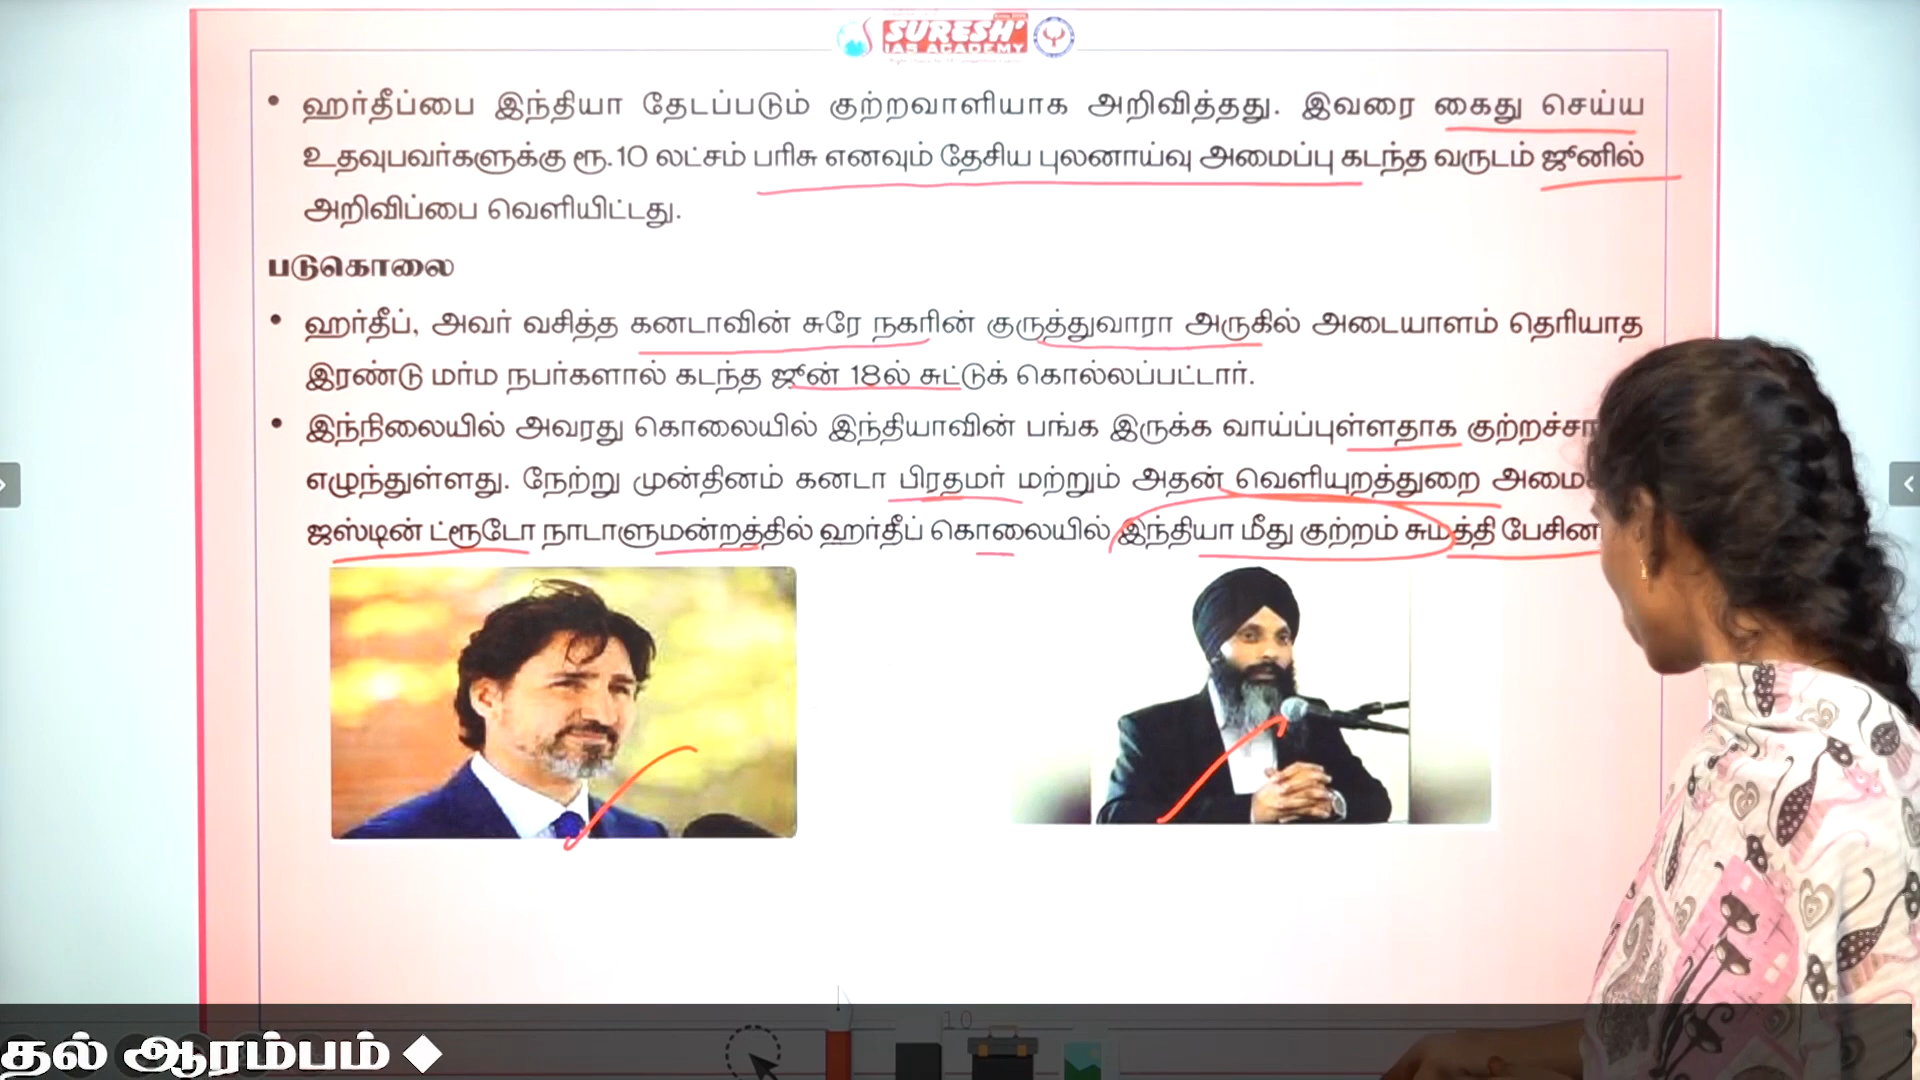 SURESH'
IAS ACADEMY
• ஹர்தீப்பை இந்தியா தேடப்படும் குற்றவாளியாக அறிவித்தது. இவரை கைது செய்ய
உதவுபவர்களுக்கு ரூ.10 லட்சம் பரிசு எனவும் தேசிய புலனாய்வு அமைப்பு கடந்த வருடம் ஜூனில்
அறிவிப்பை வெளியிட்டது.
படுகொலை
• ஹர்தீப், அவர் வசித்த கனடாவின் சுரே நகரின் குருத்துவாரா அருகில் அடையாளம் தெரியாத
இரண்டு மர்ம நபர்களால் கடந்த ஜூன் 18ல் சுட்டுக் கொல்லப்பட்டார்.
• இந்நிலையில் அவரது கொலையில் இந்தியாவின் பங்க இருக்க வாய்ப்புள்ளதாக
எழுந்துள்ளது. நேற்று முன்தினம் கனடா பிரதமர் மற்றும் அதன் வெளியுறத்துறை
ஜஸ்டின் ட்ரூடோ நாடாளுமன்றத்தில் ஹர்தீப் கொலையில் இந்தியா மீது குற்றம் சுமத்தி
10
தல் ஆரம்பம் ◆